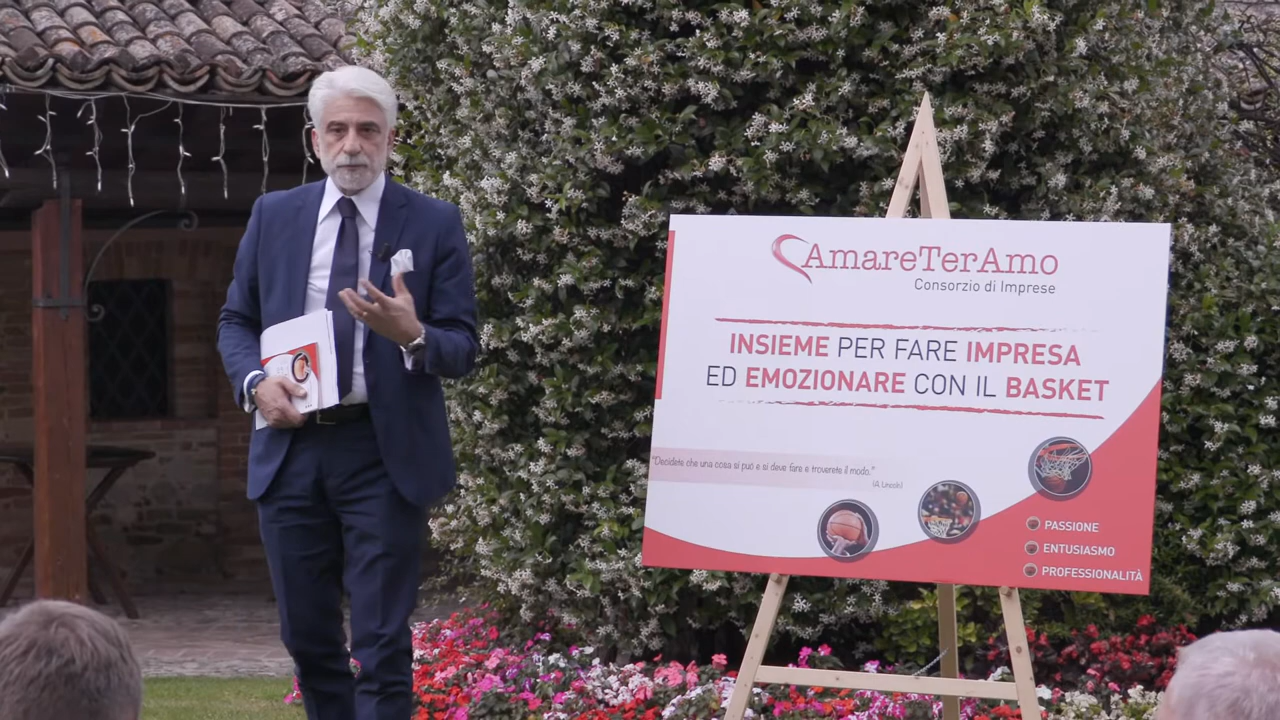 AmareTerAmo
Consorzio di Imprese
INSIEME PER FARE IMPRESA
ED EMOZIONARE CON IL BASKET
"Decidete che una cosa si può e si deve fare e troverete il modo."
(A. Lincoln)
PASSIONE
ENTUSIASMO
PROFESSIONALITÀ